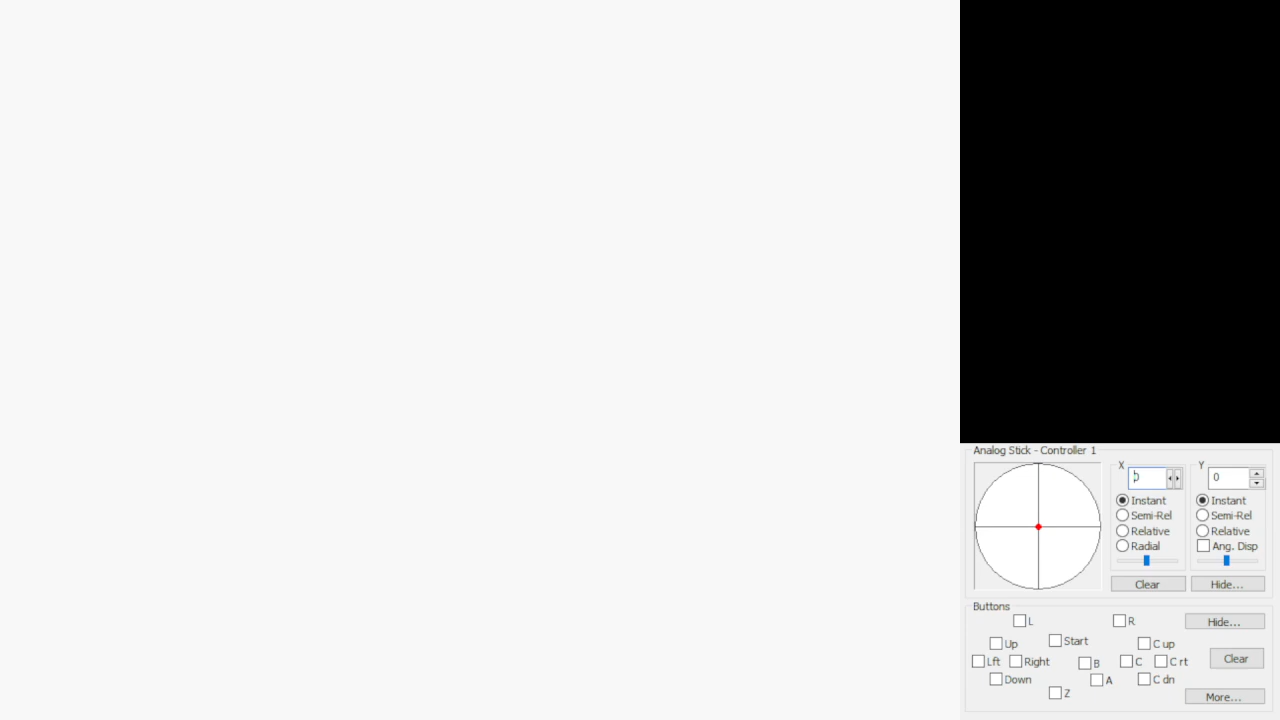 Analog Stick - Controller 1
X
0
Y
0
Instant
Instant
Semi-Rel
Semi-Rel
Relative
Relative
Radial
Ang. Disp
Clear
Hide...
Buttons
L
R
Hide...
Up
Start
C up
Lft
Right
B
C
C rt
Clear
Down
A
C dn
Z
More...